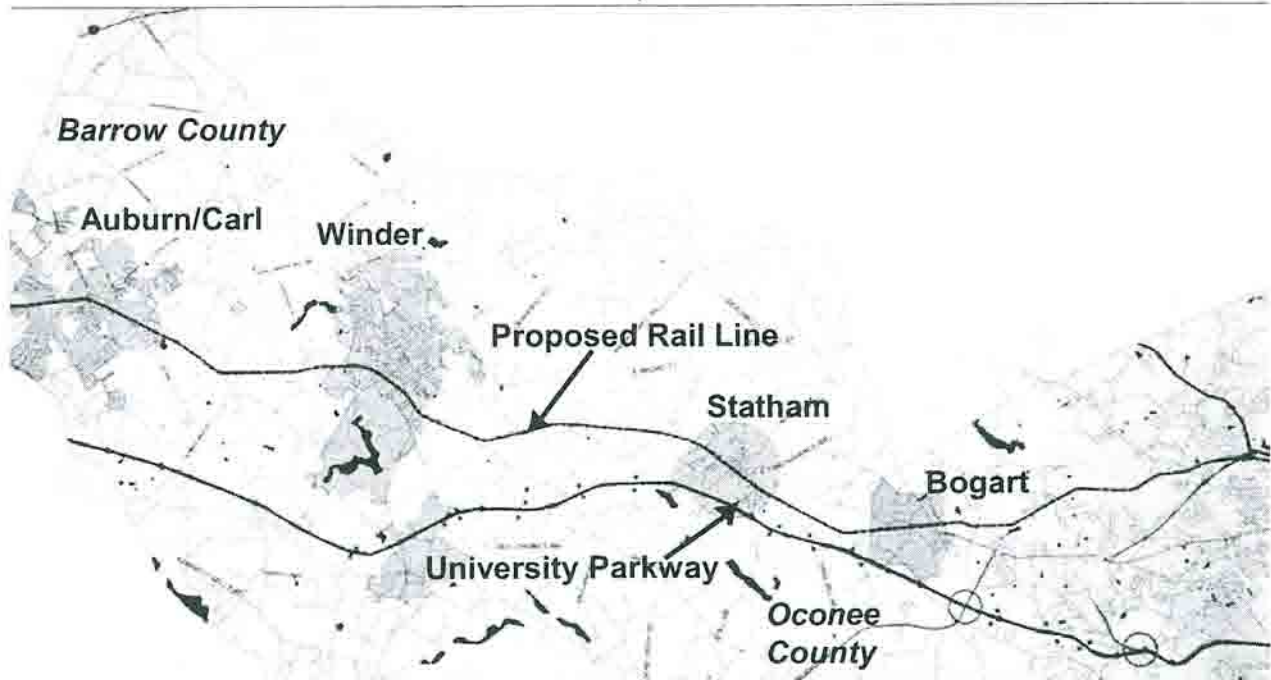 Barrow County
Auburn/Carl
Winder
Proposed Rail Line
Statham
Bogart
University Parkway
Oconee
County